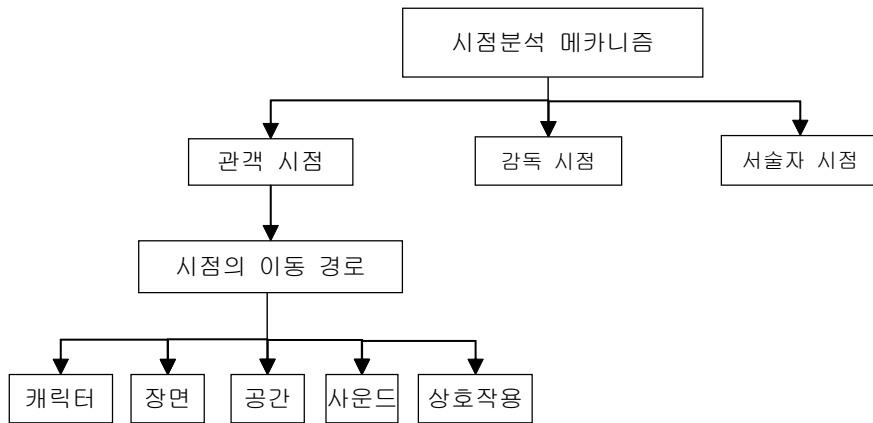 시점분석 메카니즘
관객 시점
감독 시점
서술자 시점
시점의 이동 경로
캐릭터
장면
공간
사운드
상호작용